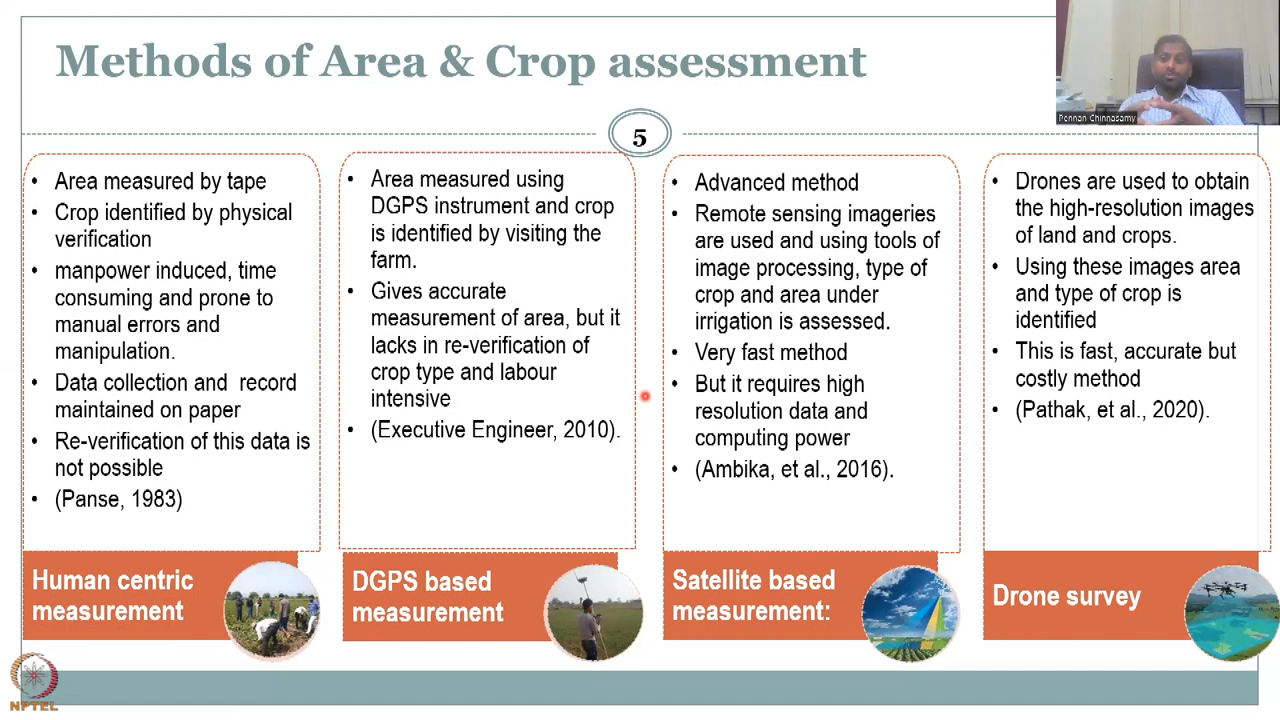 Methods of Area & Crop assessment
Pennan Chinnasamy
5
• Area measured by tape
• Crop identified by physical
verification
• manpower induced, time
consuming and prone to
manual errors and
manipulation.
• Data collection and record
maintained on paper
• Re-verification of this data is
not possible
• (Panse, 1983)
Human centric
measurement
• Area measured using
DGPS instrument and crop
is identified by visiting the
farm.
• Gives accurate
measurement of area, but it
lacks in re-verification of
crop type and labour
intensive
• (Executive Engineer, 2010).
DGPS based
measurement
• Advanced method
• Remote sensing imageries
are used and using tools of
image processing, type of
crop and area under
irrigation is assessed.
• Very fast method
• But it requires high
resolution data and
computing power
• (Ambika, et al., 2016).
Satellite based
measurement:
• Drones are used to obtain
the high-resolution images
of land and crops.
• Using these images area
and type of crop is
identified
• This is fast, accurate but
costly method
• (Pathak, et al., 2020).
Drone survey
NPTEL